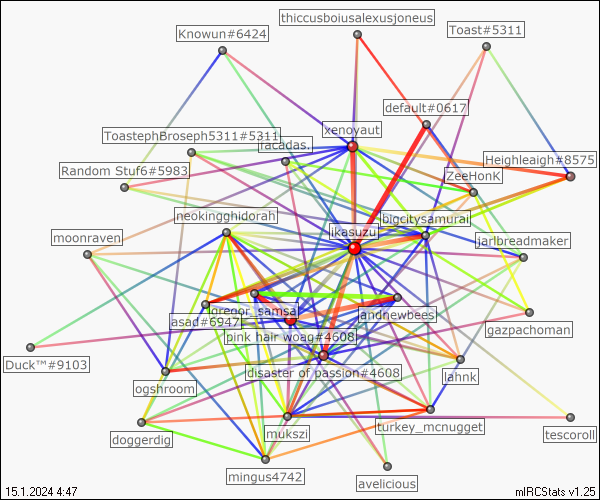 thiccusboiusalexusjoneus
Toast#5311
Knowun#6424
default#0617
xenoyaut
ToastephBroseph5311#5311
racadas.
Heighleaigh#8575
Random Stuf6#5983
ZeeHonK
neokingghidorah
bigcitysamurai
ikasuzu
moonraven
jarlbreadmaker
gregor_samsa
andnewbees
asad#6947
gazpachoman
pink hair woag#4608
Duck™#9103
disaster of passion#4608
lahnk
ogshroom
mukszi
turkey_mcnugget
tescoroll
doggerdig
mingus4742
avelicious
15.1.2024 4:47
mIRCStats v1.25